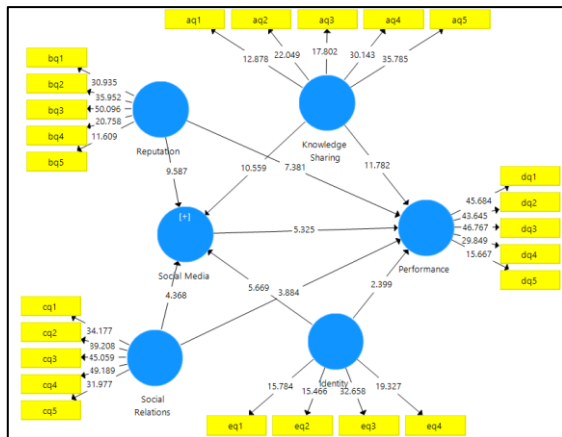 aq1
aq2
aq3
aq4
aq5
12.878
22.049
17.802
30.143
35.785
bq1
bq2
bq3
bq4
bq5
30.935
35.952
50.096
20.758
11.609
Reputation
Knowledge
Sharing
9.587
10.559
7.381
11.782
[+]
Social Media
5.325
Performance
45.684
43.645
46.767
29.849
15.667
dq1
dq2
dq3
dq4
dq5
4.368
5.669
3.884
2.399
cq1
cq2
cq3
cq4
cq5
34.177
39.208
45.059
49.189
31.977
Social
Relations
Identity
15.784
15.466
32.658
19.327
eq1
eq2
eq3
eq4